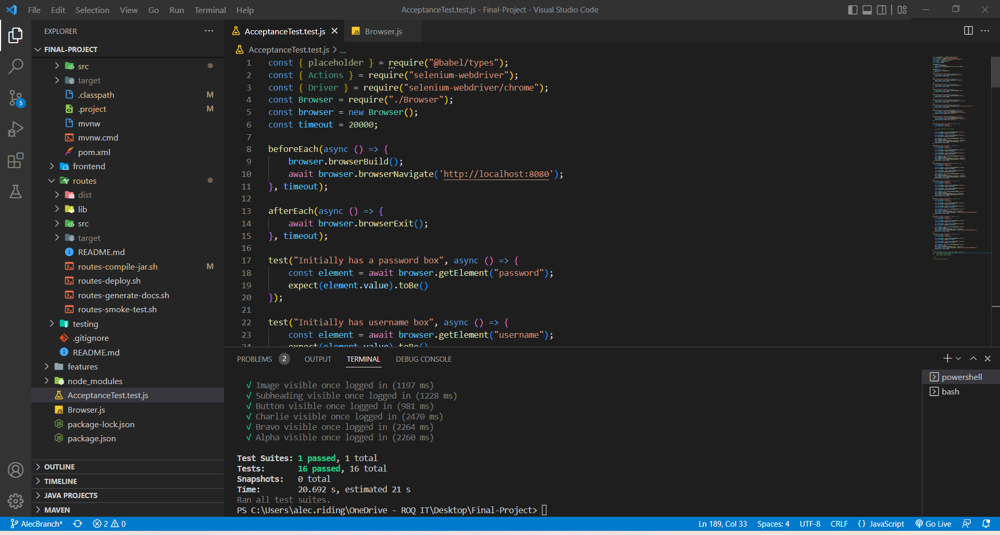 File Edit Selection View Go Run Terminal Help
AcceptanceTest.test.js - Final-Project - Visual Studio Code
EXPLORER
FINAL-PROJECT
src
target
.classpath M
.project M
mvnw
mvnw.cmd
pom.xml
frontend
routes
dist
lib
src
target
README.md
routes-compile-jar.sh M
routes-deploy.sh
routes-generate-docs.sh
routes-smoke-test.sh
testing
.gitignore
README.md
features
node_modules
AcceptanceTest.test.js
Browser.js
package-lock.json
package.json
OUTLINE
TIMELINE
JAVA PROJECTS
MAVEN
5
AcceptanceTest.test.js
JS Browser.js
AcceptanceTest.test.js > ...
1 const { placeholder } = require("@babel/types");
2 const { Actions } = require("selenium-webdriver");
3 const { Driver } = require("selenium-webdriver/chrome");
4 const Browser = require("./Browser");
5 const browser = new Browser();
6 const timeout = 20000;
7
8 beforeEach(async () => {
9 browser.browserBuild();
10 await browser.browserNavigate('http://localhost:8080');
11 }, timeout);
12
13 afterEach(async () => {
14 await browser.browserExit();
15 }, timeout);
16
17 test("Initially has a password box", async () => {
18 const element = await browser.getElement("password");
19 expect(element.value).toBe()
20 });
21
22 test("Initially has username box", async () => {
23 const element = await browser.getElement("username");
24 expect(element.value).toBe()
PROBLEMS 2 OUTPUT TERMINAL DEBUG CONSOLE
√ Image visible once logged in (1197 ms)
√ Subheading visible once logged in (1228 ms)
√ Button visible once logged in (981 ms)
√ Charlie visible once logged in (2470 ms)
√ Bravo visible once logged in (2264 ms)
√ Alpha visible once logged in (2260 ms)
Test Suites: 1 passed, 1 total
Tests: 16 passed, 16 total
Snapshots: 0 total
Time: 20.692 s, estimated 21 s
Ran all test suites.
PS C:\Users\alec.riding\OneDrive - ROQ IT\Desktop\Final-Project>
powershell
bash
AlecBranch* 2 0
Ln 189, Col 33 Spaces: 4 UTF-8 CRLF {} JavaScript Go Live